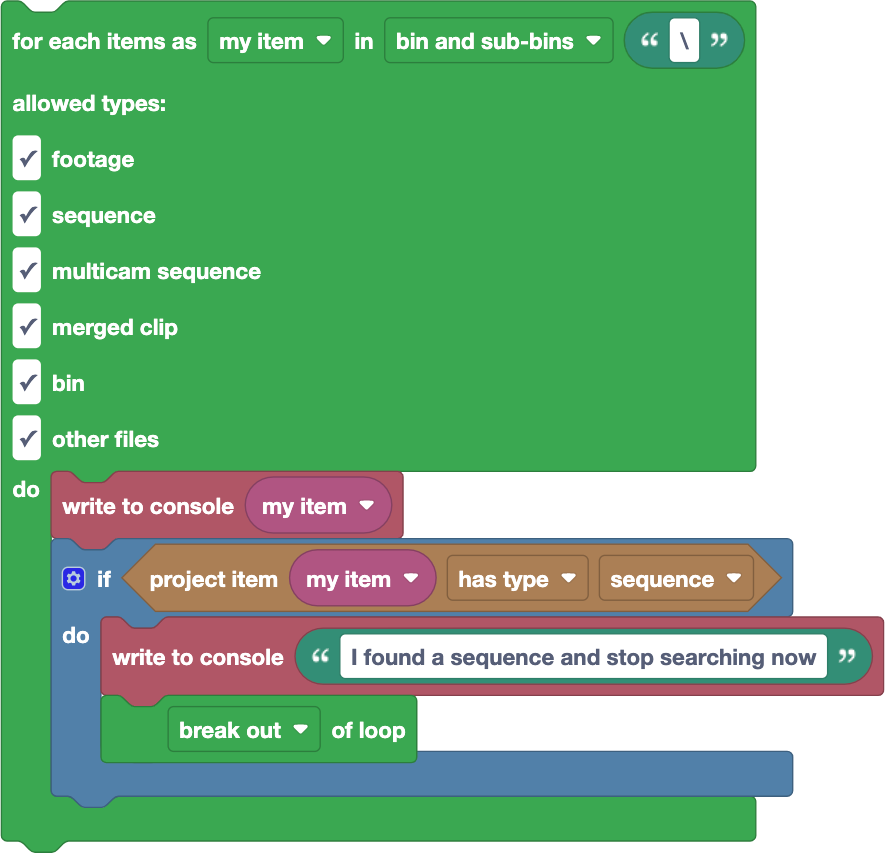 for each items as my item in bin and sub-bins “ \ ”
allowed types:
✓ footage
✓ sequence
✓ multicam sequence
✓ merged clip
✓ bin
✓ other files
do write to console my item
if project item my item has type sequence
do write to console “ I found a sequence and stop searching now ”
break out of loop